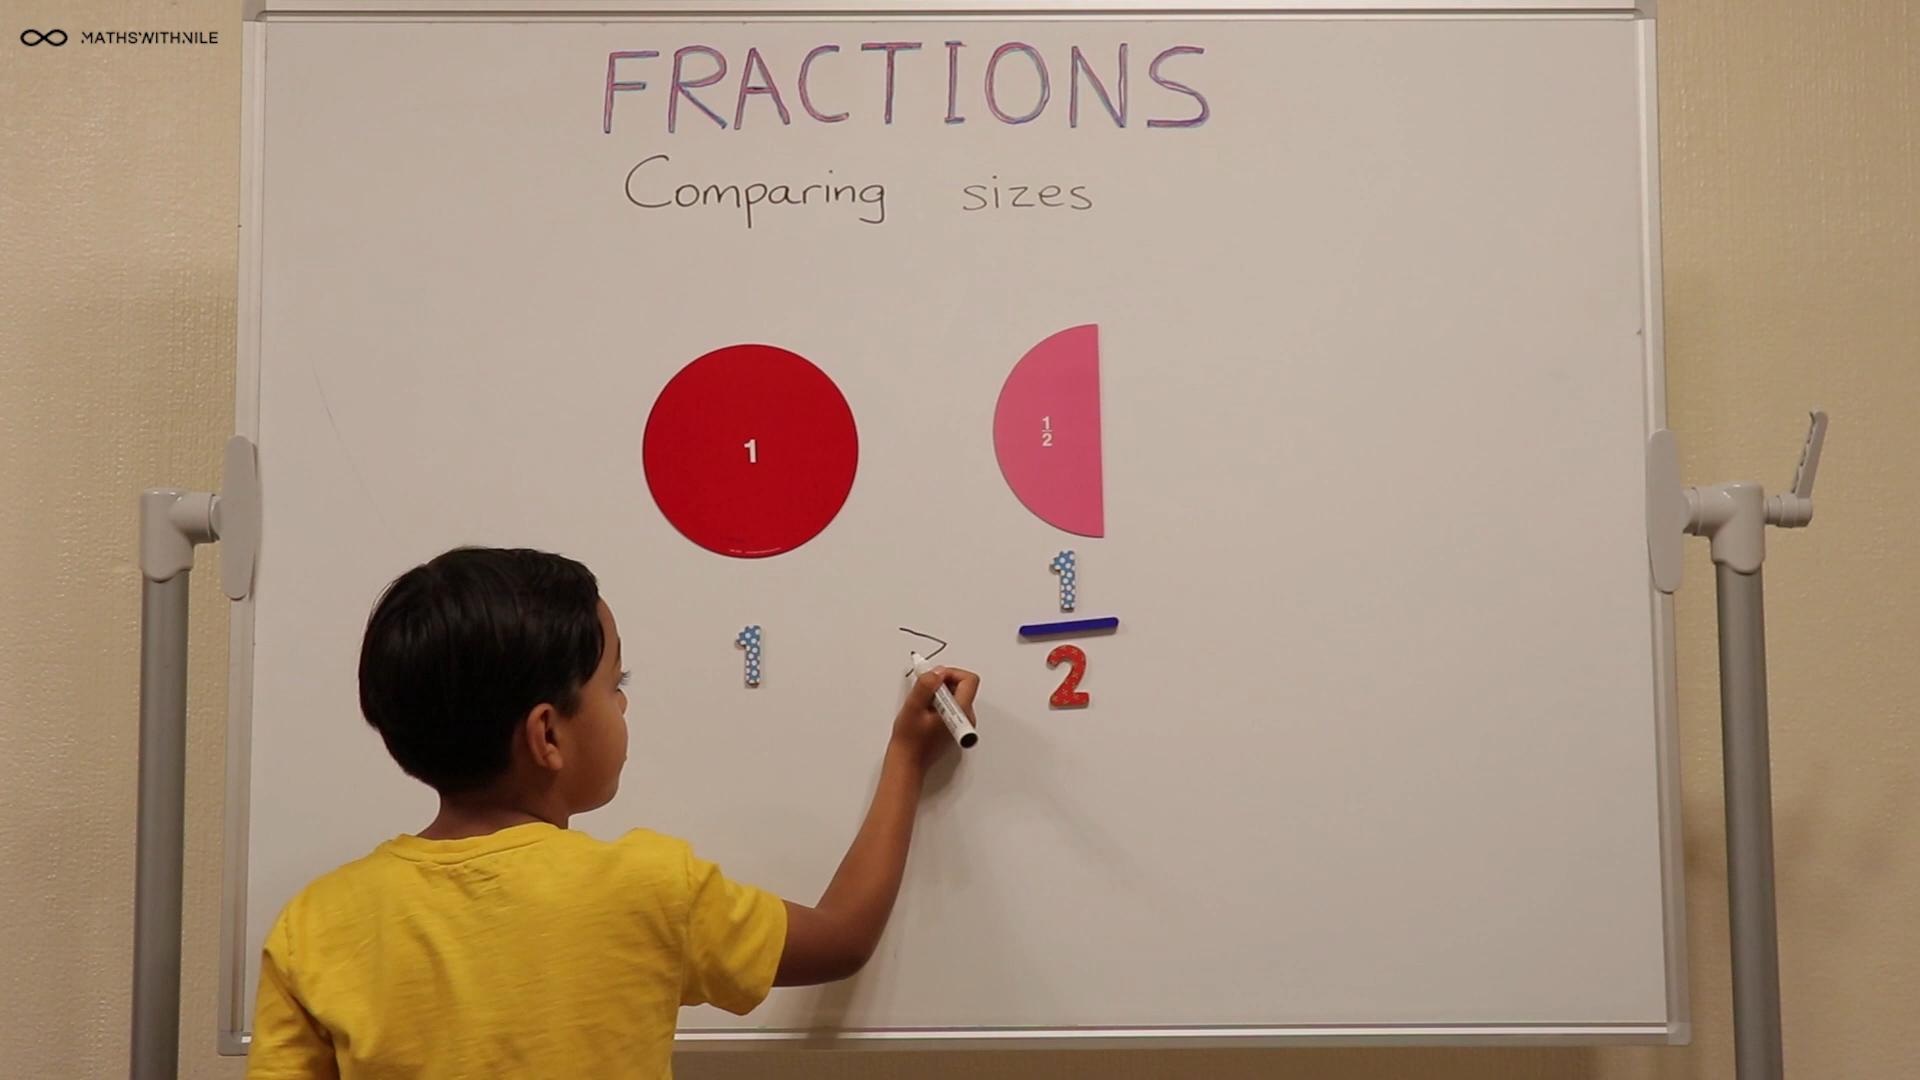 MATHSWITHNILE
FRACTIONS
Comparing sizes
1
1/2
1 > 1/2